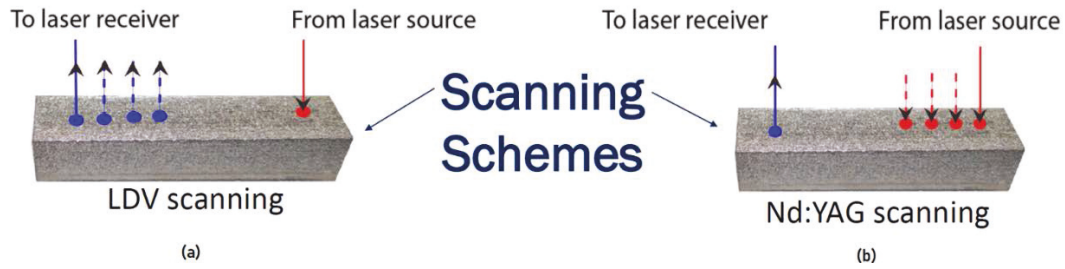 To laser receiver
From laser source
LDV scanning
(a)
Scanning
Schemes
To laser receiver
From laser source
Nd:YAG scanning
(b)